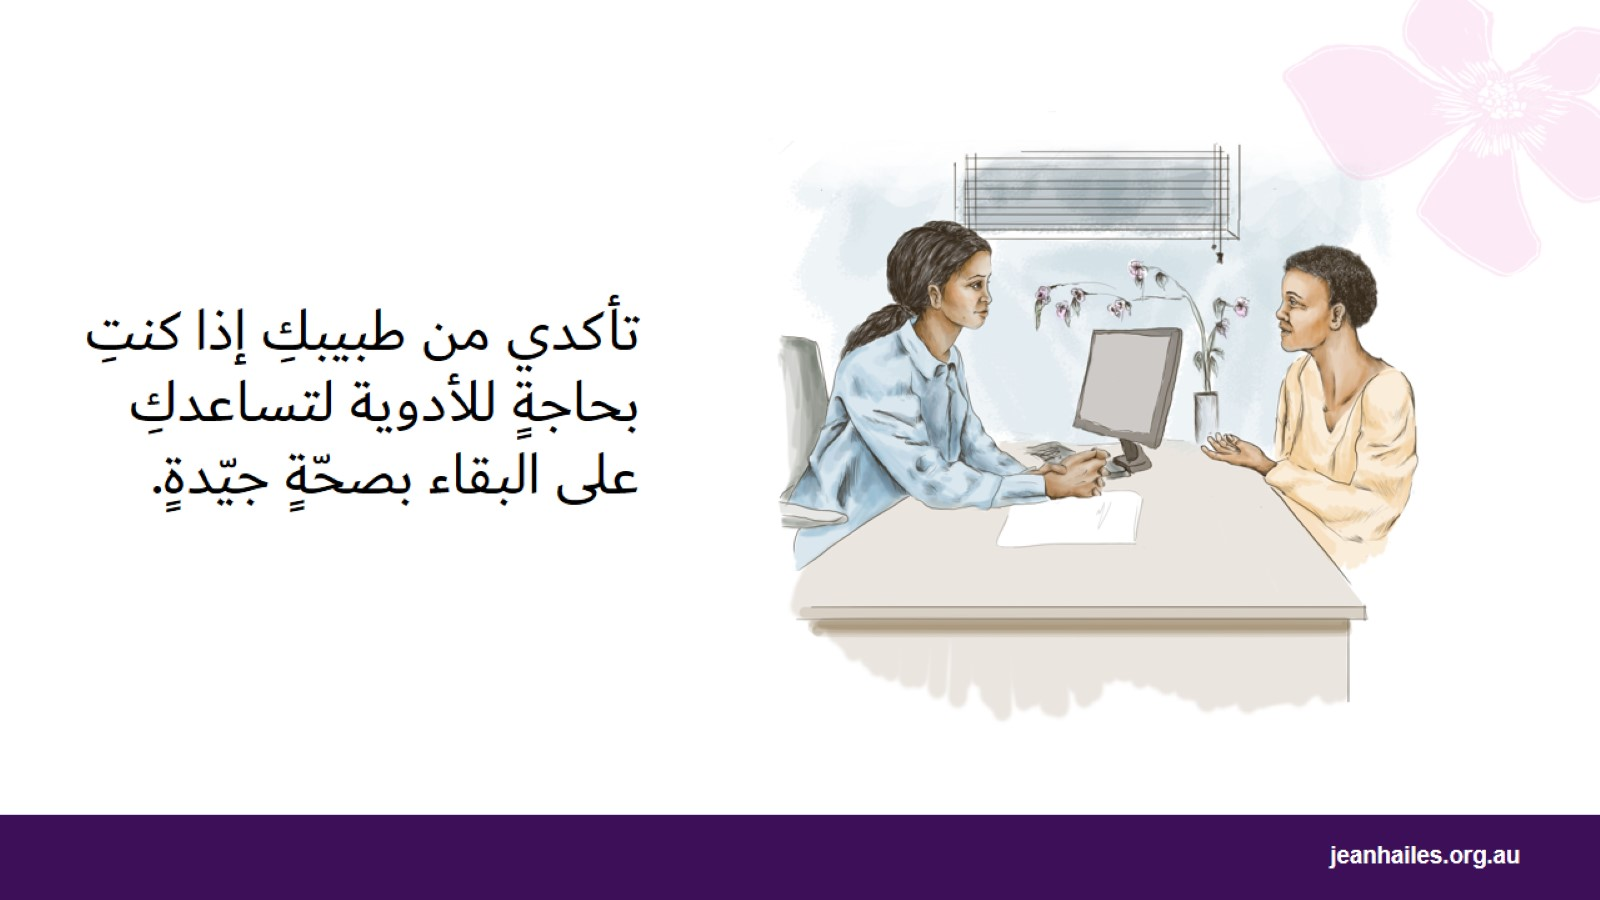 تأكدي من طبيبكِ إذا كنتِ
بحاجةٍ للأدوية لتساعدكِ
على البقاء بصحّةٍ جيّدةٍ.
jeanhailes.org.au